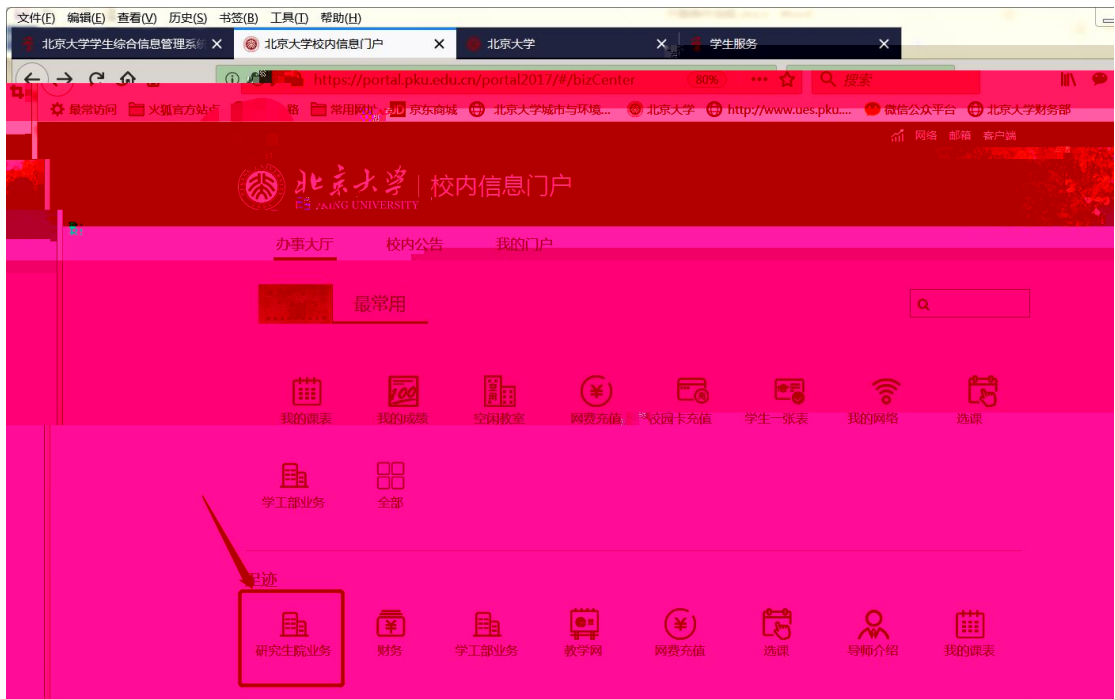 文件(F) 编辑(E) 查看(V) 历史(S) 书签(B) 工具(T) 帮助(H)
北京大学学生综合信息管理系统 北京大学校内信息门户 北京大学 学生服务
https://portal.pku.edu.cn/portal2017/#/bizCenter 80% ··· 搜索
最常访问 火狐官方站点 常用网址 JD 京东商城 北京大学城市与环境... 北京大学 http://www.ues.pku.... 微信公众平台 北京大学财务部
网络 邮箱 客户端
北京大学 校内信息门户
UNIVERSITY
办事大厅 校内公告 我的门户
最常用
我的课表 我的成绩 空闲教室 网费充值 校园卡充值 学生一张表 我的网络 选课
学工部业务 全部
足迹
研究生院业务 财务 学工部业务 教学网 网费充值 选课 导师介绍 我的课表